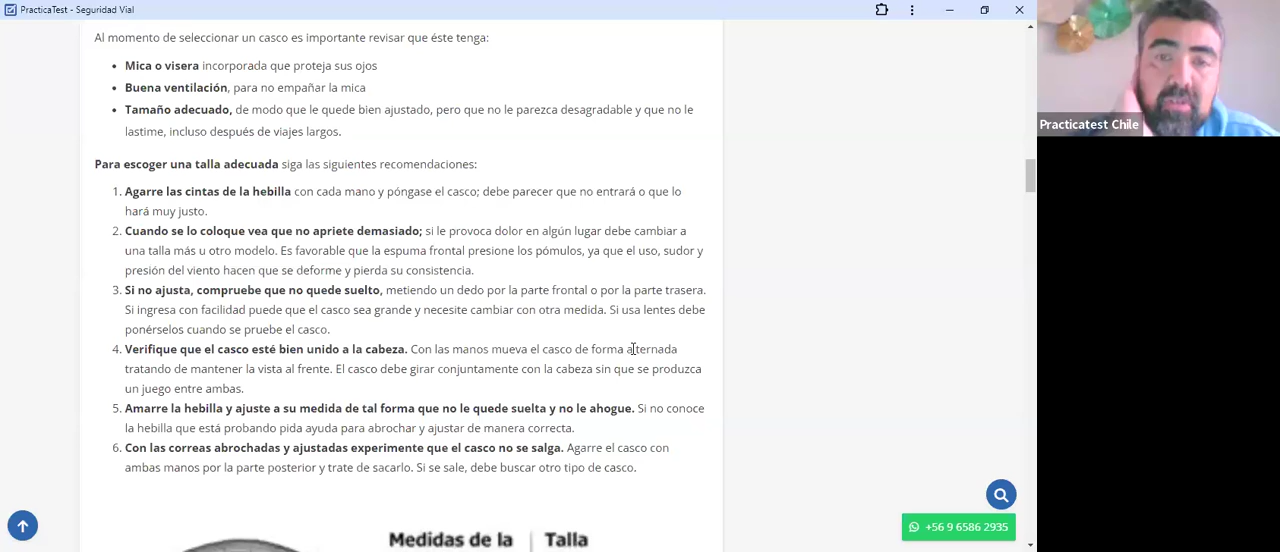 PracticaTest - Seguridad Vial
Al momento de seleccionar un casco es importante revisar que éste tenga:
• Mica o visera incorporada que proteja sus ojos
• Buena ventilación, para no empañar la mica
• Tamaño adecuado, de modo que le quede bien ajustado, pero que no le parezca desagradable y que no le
lastime, incluso después de viajes largos.
Para escoger una talla adecuada siga las siguientes recomendaciones:
1. Agarre las cintas de la hebilla con cada mano y póngase el casco; debe parecer que no entrará o que lo
hará muy justo.
2. Cuando se lo coloque vea que no apriete demasiado; si le provoca dolor en algún lugar debe cambiar a
una talla más u otro modelo. Es favorable que la espuma frontal presione los pómulos, ya que el uso, sudor y
presión del viento hacen que se deforme y pierda su consistencia.
3. Si no ajusta, compruebe que no quede suelto, metiendo un dedo por la parte frontal o por la parte trasera.
Si ingresa con facilidad puede que el casco sea grande y necesite cambiar con otra medida. Si usa lentes debe
ponérselos cuando se pruebe el casco.
4. Verifique que el casco esté bien unido a la cabeza. Con las manos mueva el casco de forma alternada
tratando de mantener la vista al frente. El casco debe girar conjuntamente con la cabeza sin que se produzca
un juego entre ambas.
5. Amarre la hebilla y ajuste a su medida de tal forma que no le quede suelta y no le ahogue. Si no conoce
la hebilla que está probando pida ayuda para abrochar y ajustar de manera correcta.
6. Con las correas abrochadas y ajustadas experimente que el casco no se salga. Agarre el casco con
ambas manos por la parte posterior y trate de sacarlo. Si se sale, debe buscar otro tipo de casco.
Medidas de la Talla
Practicatest Chile
+56 9 6586 2935